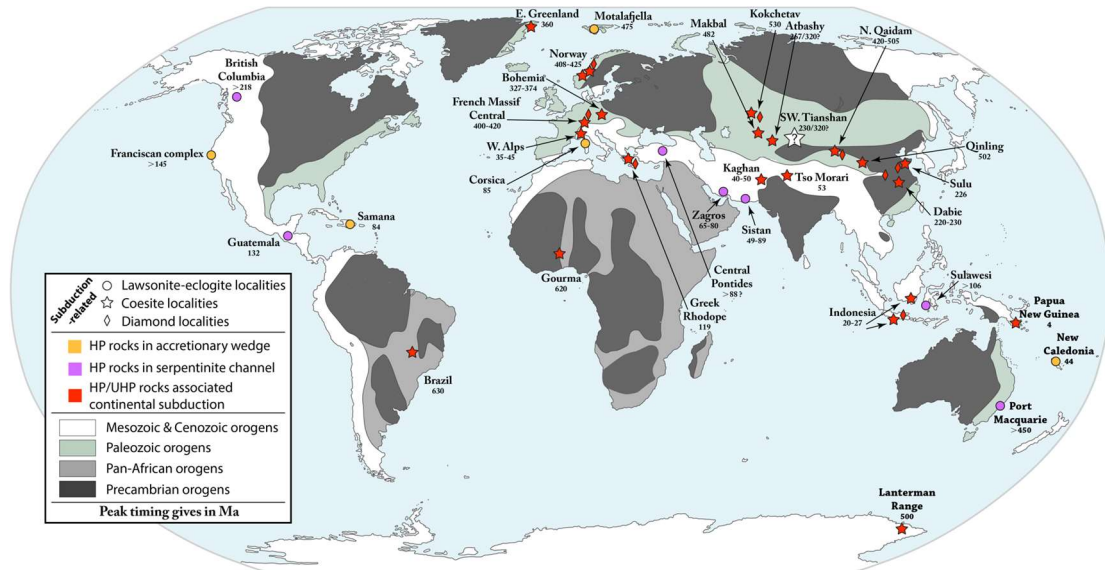 E. Greenland
360
Motalafjella
>475
Kokchetav
530
Makbal
482
Atbashy
267/320?
N. Qaidam
420-505
British
Columbia
>218
Norway
408-425
Bohemia
327-374
French Massif
Central
400-420
SW. Tianshan
230/320?
?
W. Alps
35-45
Qinling
502
Franciscan complex
>145
Corsica
85
Kaghan
40-50
Tso Morari
53
Sulu
226
Samana
84
Zagros
65-80
Sistan
49-89
Dabie
220-230
Guatemala
132
Gourma
620
Central
Pontides
>88 ?
Sulawesi
>106
Greek
Rhodope
119
Indonesia
20-27
Papua
New Guinea
4
New
Caledonia
44
Brazil
630
Port
Macquarie
>450
Lanterman
Range
500
Subduction
-related
Lawsonite-eclogite localities
Coesite localities
Diamond localities
HP rocks in accretionary wedge
HP rocks in serpentinite channel
HP/UHP rocks associated
continental subduction
Mesozoic & Cenozoic orogens
Paleozoic orogens
Pan-African orogens
Precambrian orogens
Peak timing gives in Ma